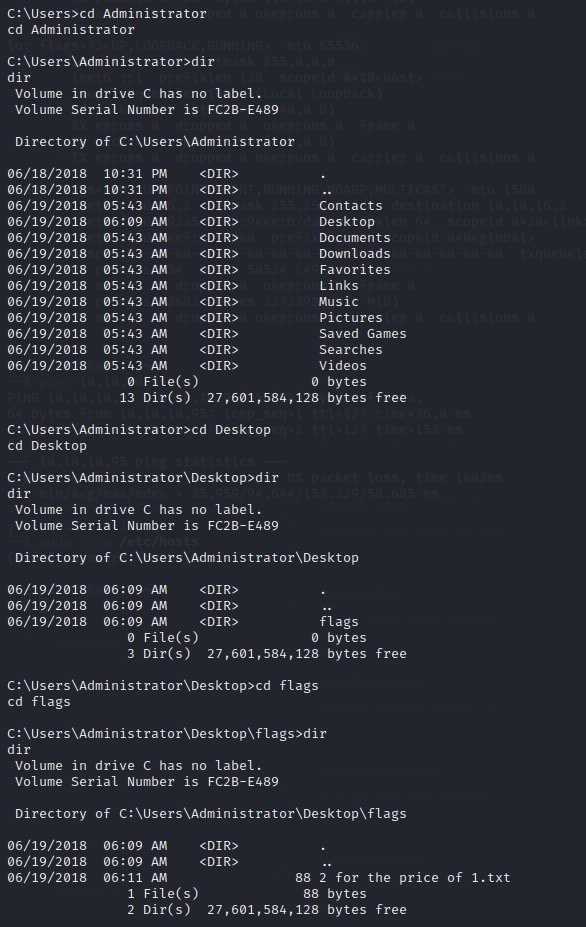 C:\Users>cd Administrator
cd Administrator
C:\Users\Administrator>dir
dir
 Volume in drive C has no label.
 Volume Serial Number is FC2B-E489
 Directory of C:\Users\Administrator
06/18/2018  10:31 PM    <DIR>          .
06/18/2018  10:31 PM    <DIR>          ..
06/19/2018  05:43 AM    <DIR>          Contacts
06/19/2018  06:09 AM    <DIR>          Desktop
06/19/2018  05:43 AM    <DIR>          Documents
06/19/2018  05:43 AM    <DIR>          Downloads
06/19/2018  05:43 AM    <DIR>          Favorites
06/19/2018  05:43 AM    <DIR>          Links
06/19/2018  05:43 AM    <DIR>          Music
06/19/2018  05:43 AM    <DIR>          Pictures
06/19/2018  05:43 AM    <DIR>          Saved Games
06/19/2018  05:43 AM    <DIR>          Searches
06/19/2018  05:43 AM    <DIR>          Videos
               0 File(s)              0 bytes
              13 Dir(s)  27,601,584,128 bytes free
C:\Users\Administrator>cd Desktop
cd Desktop
C:\Users\Administrator\Desktop>dir
dir
 Volume in drive C has no label.
 Volume Serial Number is FC2B-E489
 Directory of C:\Users\Administrator\Desktop
06/19/2018  06:09 AM    <DIR>          .
06/19/2018  06:09 AM    <DIR>          ..
06/19/2018  06:09 AM    <DIR>          flags
               0 File(s)              0 bytes
               3 Dir(s)  27,601,584,128 bytes free
C:\Users\Administrator\Desktop>cd flags
cd flags
C:\Users\Administrator\Desktop\flags>dir
dir
 Volume in drive C has no label.
 Volume Serial Number is FC2B-E489
 Directory of C:\Users\Administrator\Desktop\flags
06/19/2018  06:09 AM    <DIR>          .
06/19/2018  06:09 AM    <DIR>          ..
06/19/2018  06:11 AM                88 2 for the price of 1.txt
               1 File(s)             88 bytes
               2 Dir(s)  27,601,584,128 bytes free